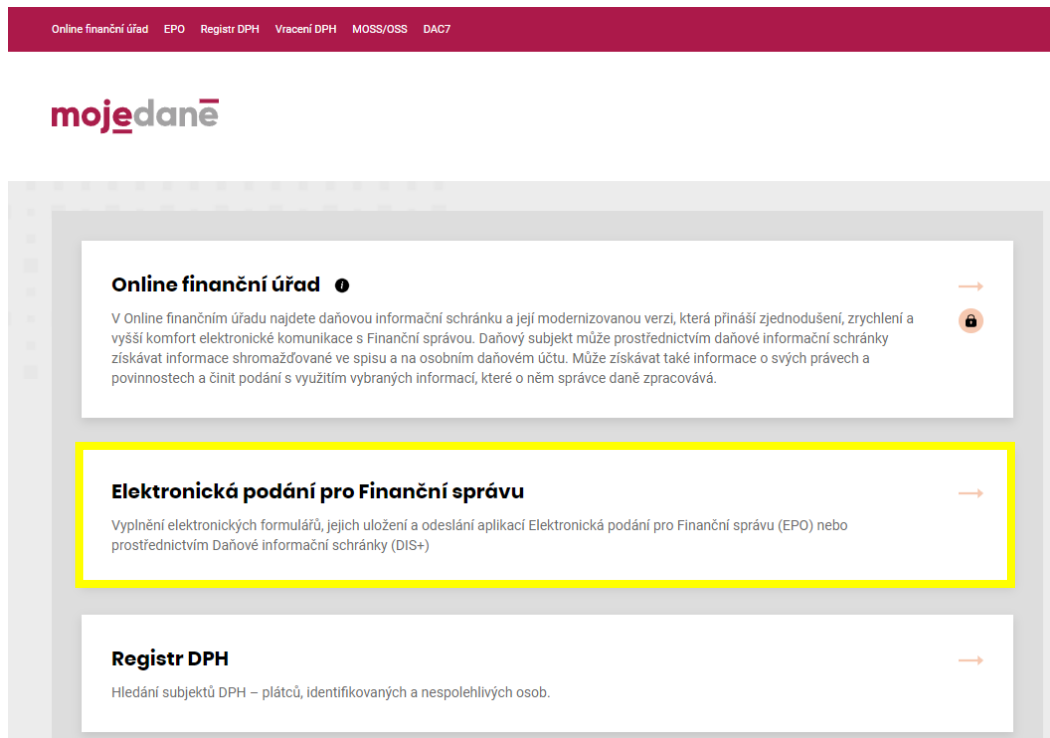 Online finanční úřad EPO Registr DPH Vracení DPH MOSS/OSS DAC7
mojedaně
Online finanční úřad i
V Online finančním úřadu najdete daňovou informační schránku a její modernizovanou verzi, která přináší zjednodušení, zrychlení a
vyšší komfort elektronické komunikace s Finanční správou. Daňový subjekt může prostřednictvím daňové informační schránky
získávat informace shromažďované ve spisu a na osobním daňovém účtu. Může získávat také informace o svých právech a
povinnostech a činit podání s využitím vybraných informací, které o něm správce daně zpracovává.
Elektronická podání pro Finanční správu
Vyplnění elektronických formulářů, jejich uložení a odeslání aplikací Elektronická podání pro Finanční správu (EPO) nebo
prostřednictvím Daňové informační schránky (DIS+)
Registr DPH
Hledání subjektů DPH – plátců, identifikovaných a nespolehlivých osob.